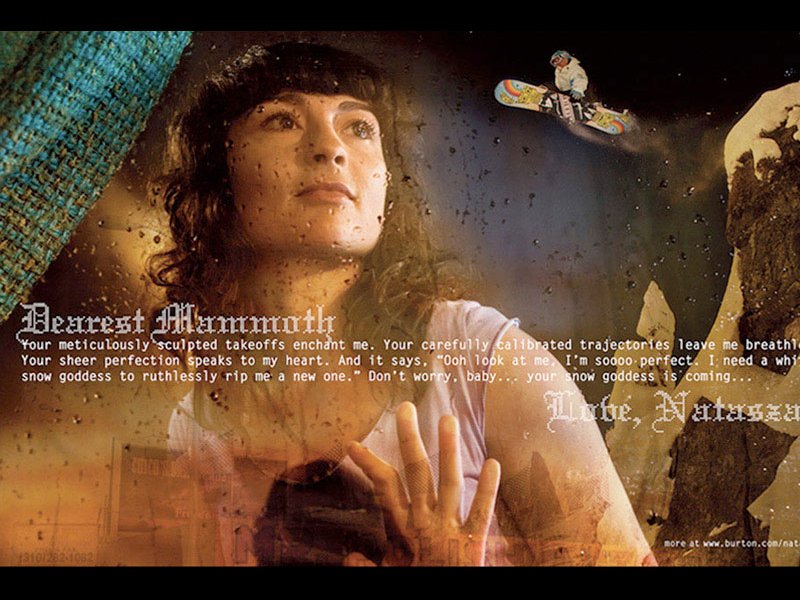 Dearest Mammoth
Your meticulously sculpted takeoffs enchant me. Your carefully calibrated trajectories leave me breathle
Your sheer perfection speaks to my heart. And it says, "Ooh look at me, I'm soooo perfect. I need a whi
snow goddess to ruthlessly rip me a new one." Don't worry, baby... your snow goddess is coming...
Love, Natassa
more at www.burton.com/nata